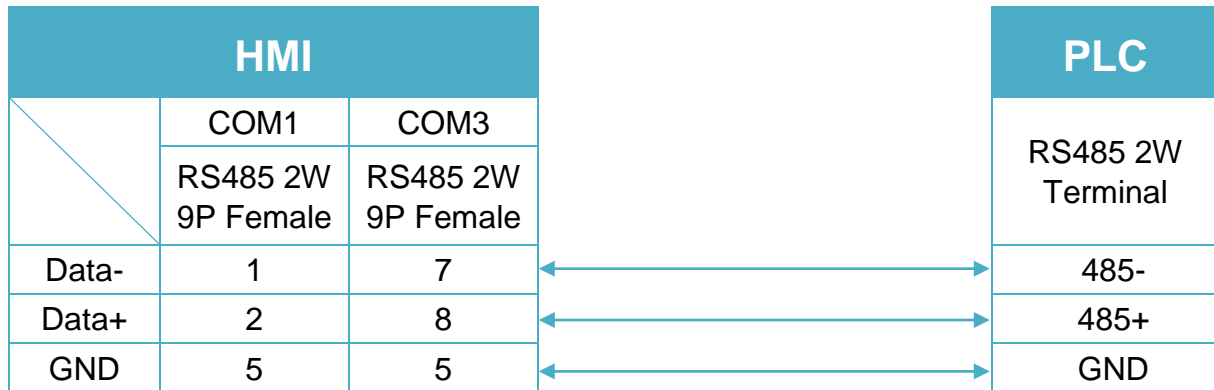 HMI PLC
COM1 COM3
RS485 2W RS485 2W RS485 2W
9P Female 9P Female Terminal
Data- 1 7 485-
Data+ 2 8 485+
GND 5 5 GND